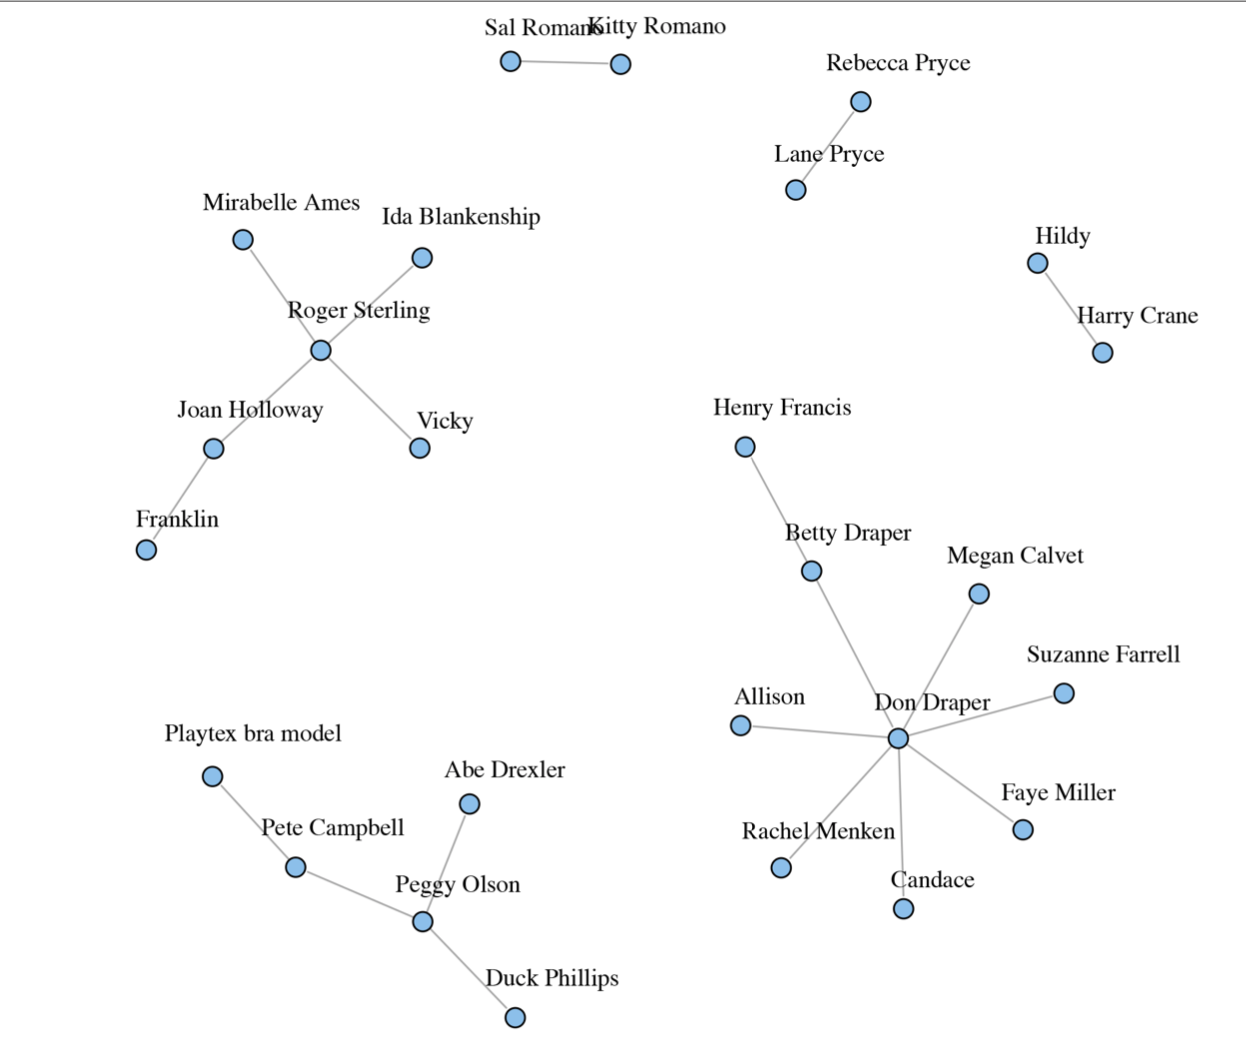 Sal Romano
Kitty Romano
Rebecca Pryce
Lane Pryce
Mirabelle Ames
Ida Blankenship
Hildy
Roger Sterling
Harry Crane
Joan Holloway
Vicky
Henry Francis
Franklin
Betty Draper
Megan Calvet
Suzanne Farrell
Allison
Don Draper
Playtex bra model
Abe Drexler
Faye Miller
Pete Campbell
Rachel Menken
Peggy Olson
Candace
Duck Phillips